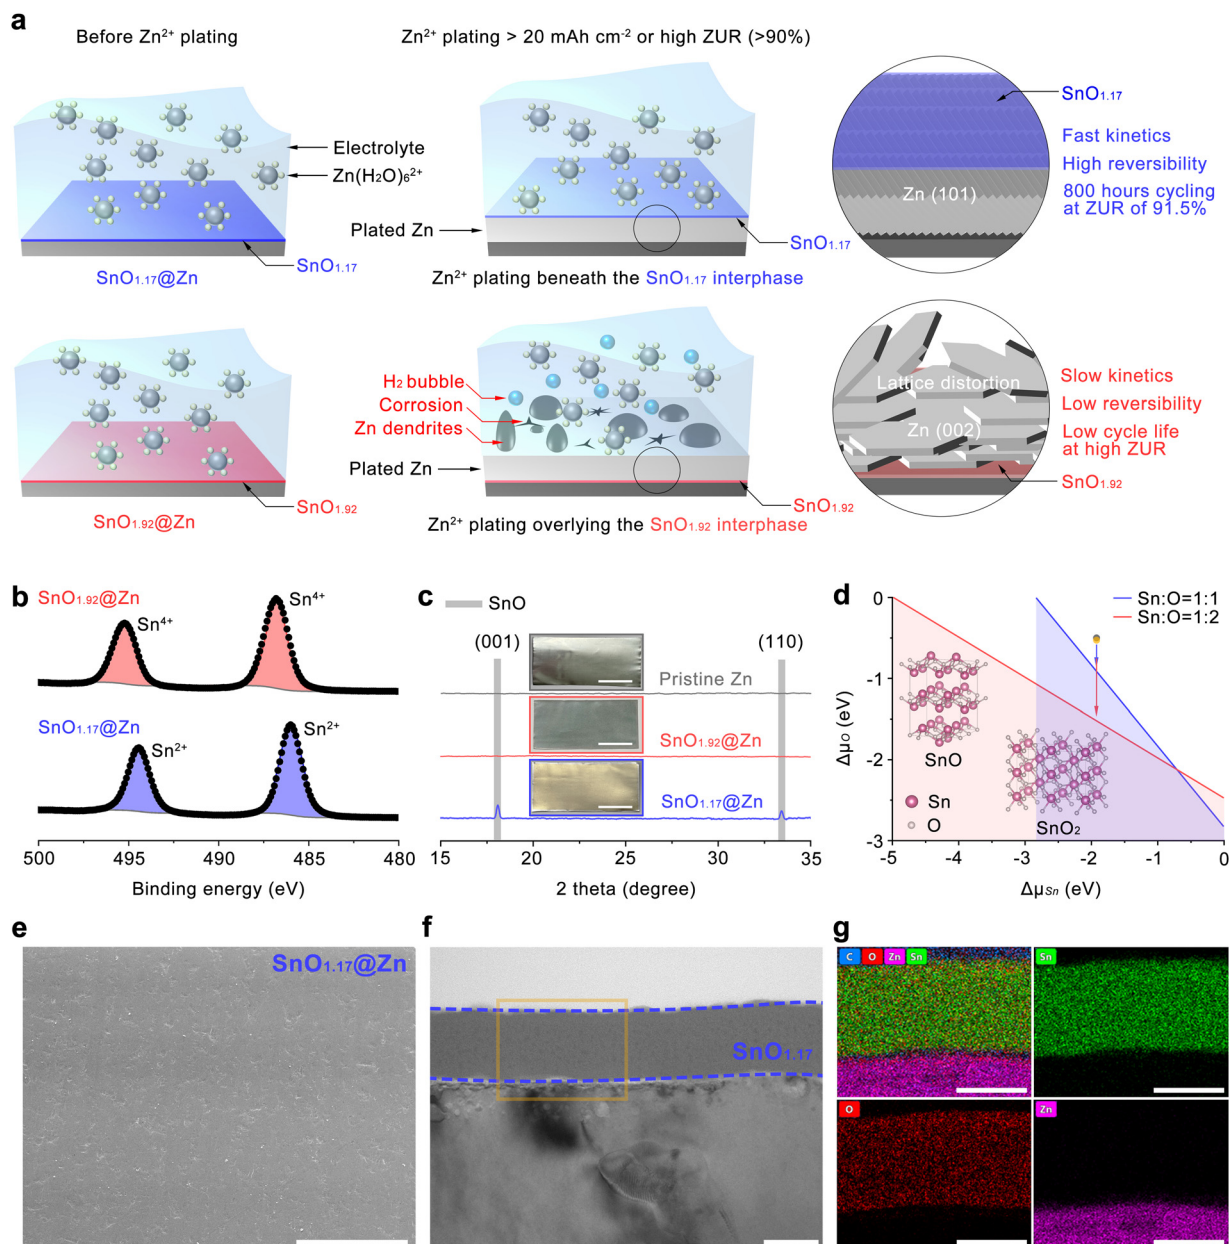 a
Before Zn²⁺ plating
Zn²⁺ plating > 20 mAh cm⁻² or high ZUR (>90%)
Electrolyte
Zn(H₂O)₆²⁺
SnO₁.₁₇
SnO₁.₁₇@Zn
Plated Zn
SnO₁.₁₇
Zn²⁺ plating beneath the SnO₁.₁₇ interphase
SnO₁.₁₇
Fast kinetics
High reversibility
800 hours cycling
at ZUR of 91.5%
Zn (101)
SnO₁.₉₂
SnO₁.₉₂@Zn
H₂ bubble
Corrosion
Zn dendrites
Plated Zn
SnO₁.₉₂
Zn²⁺ plating overlying the SnO₁.₉₂ interphase
Lattice distortion
Zn (002)
Slow kinetics
Low reversibility
Low cycle life
at high ZUR
SnO₁.₉₂
b
SnO₁.₉₂@Zn
Sn⁴⁺
Sn⁴⁺
SnO₁.₁₇@Zn
Sn²⁺
Sn²⁺
500 495 490 485 480
Binding energy (eV)
c
SnO
(001)
(110)
Pristine Zn
SnO₁.₉₂@Zn
SnO₁.₁₇@Zn
15 20 25 30 35
2 theta (degree)
d
Sn:O=1:1
Sn:O=1:2
0
-1
-2
-3
ΔμO (eV)
SnO
SnO₂
Sn
O
-5 -4 -3 -2 -1 0
ΔμSn (eV)
e
SnO₁.₁₇@Zn
f
SnO₁.₁₇
g
C O Zn Sn
Sn
O
Zn